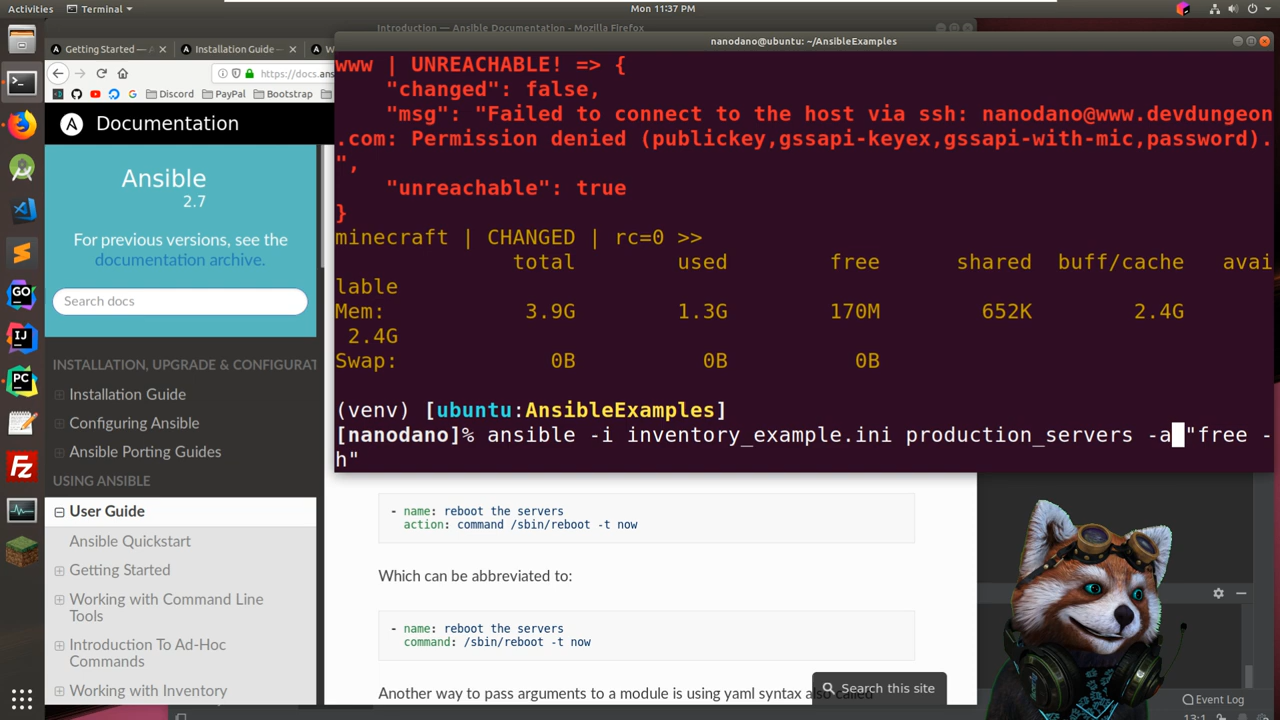 Activities
Terminal
Mon 11:37 PM
Introduction — Ansible Documentation - Mozilla Firefox
nanodano@ubuntu: ~/AnsibleExamples
Getting Started — A
Installation Guide —
W
https://docs.ans
Discord
PayPal
Bootstrap
Documentation
Ansible
2.7
For previous versions, see the
documentation archive.
Search docs
INSTALLATION, UPGRADE & CONFIGURAT
Installation Guide
Configuring Ansible
Ansible Porting Guides
USING ANSIBLE
User Guide
Ansible Quickstart
Getting Started
Working with Command Line
Tools
Introduction To Ad-Hoc
Commands
Working with Inventory
www | UNREACHABLE! => {
"changed": false,
"msg": "Failed to connect to the host via ssh: nanodano@www.devdungeon
.com: Permission denied (publickey,gssapi-keyex,gssapi-with-mic,password).
",
"unreachable": true
}
minecraft | CHANGED | rc=0 >>
total used free shared buff/cache avai
lable
Mem: 3.9G 1.3G 170M 652K 2.4G
2.4G
Swap: 0B 0B 0B
(venv) [ubuntu:AnsibleExamples]
[nanodano]% ansible -i inventory_example.ini production_servers -a "free -
h"
- name: reboot the servers
action: command /sbin/reboot -t now
Which can be abbreviated to:
- name: reboot the servers
command: /sbin/reboot -t now
Another way to pass arguments to a module is using yaml syntax also called
Search this site
Event Log
13:1
GO
IJ
PC
Fz